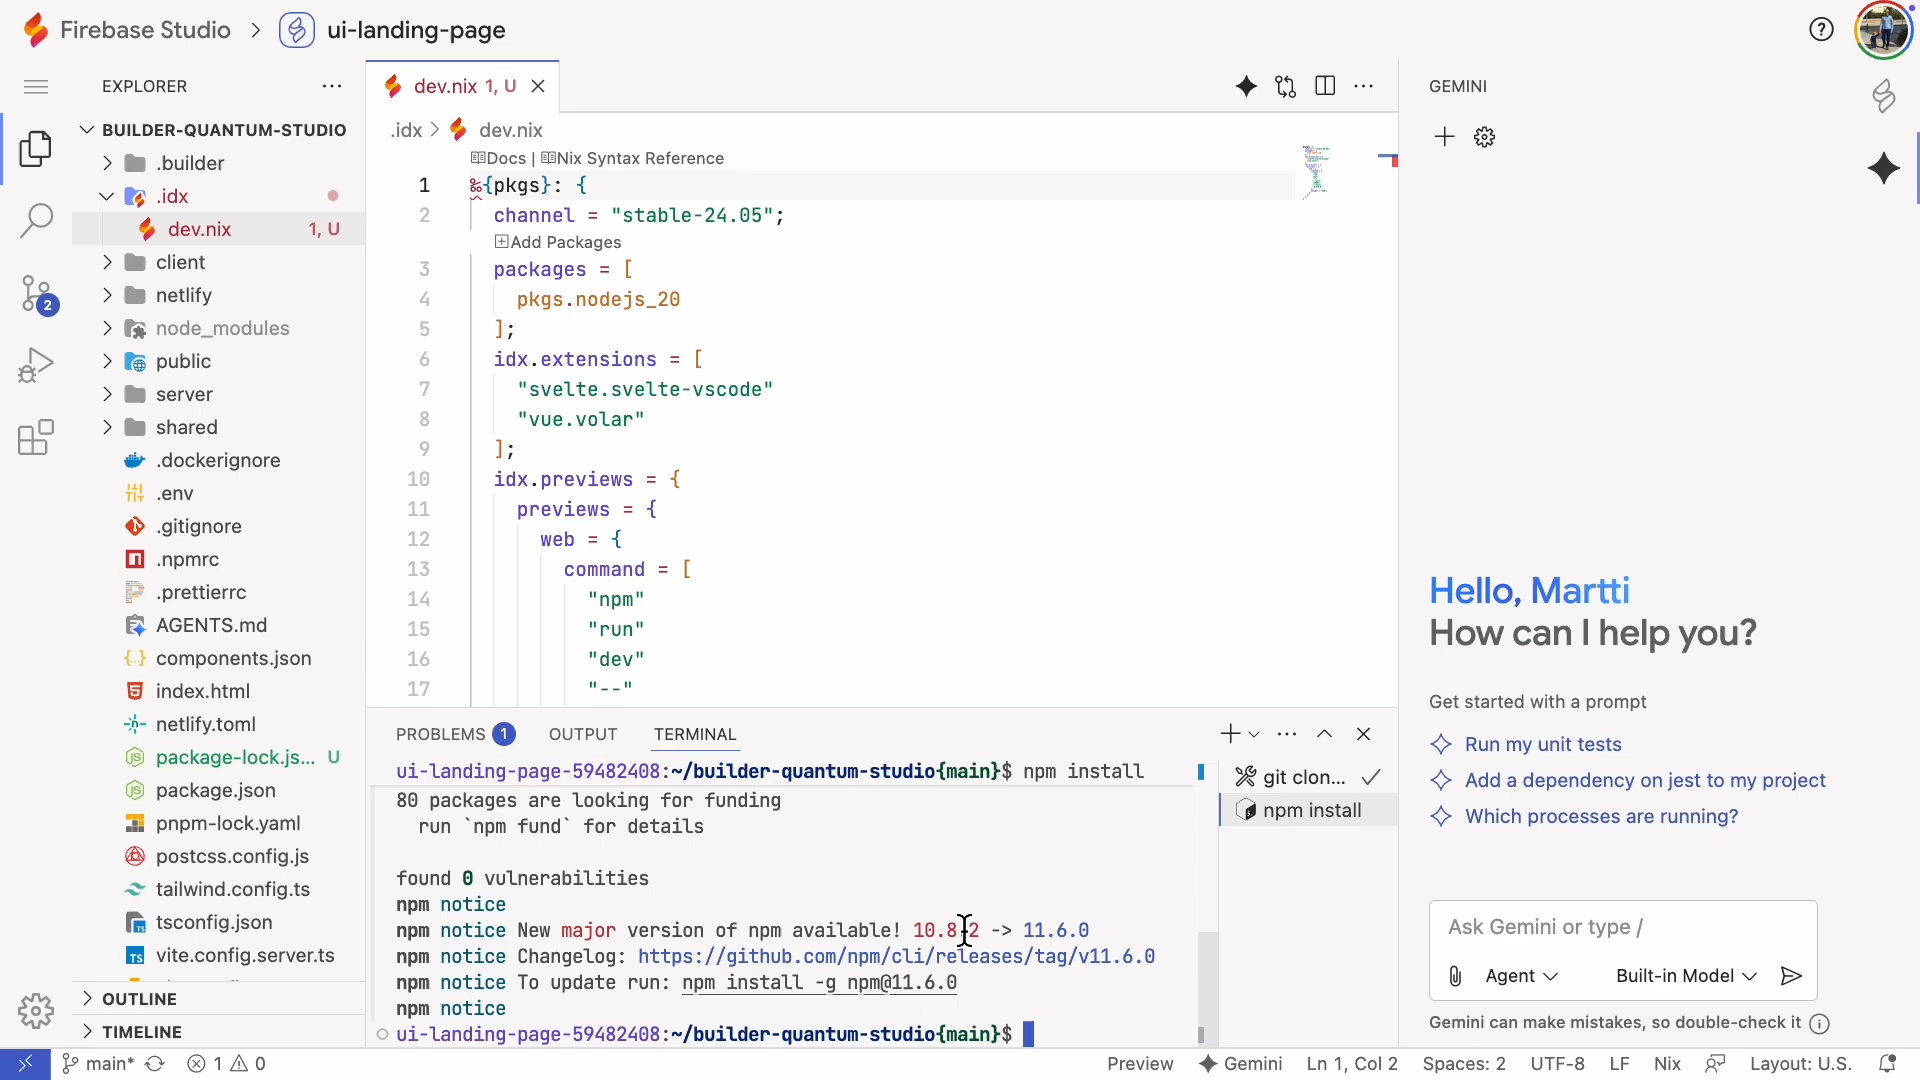 Firebase Studio > ui-landing-page
EXPLORER
BUILDER-QUANTUM-STUDIO
.builder
.idx
dev.nix 1, U
client
netlify
node_modules
public
server
shared
.dockerignore
.env
.gitignore
.npmrc
.prettierrc
AGENTS.md
components.json
index.html
netlify.toml
package-lock.js... U
package.json
pnpm-lock.yaml
postcss.config.js
tailwind.config.ts
tsconfig.json
vite.config.server.ts
OUTLINE
TIMELINE
2
dev.nix 1, U
.idx > dev.nix
Docs | Nix Syntax Reference
1 %{pkgs}: {
2 channel = "stable-24.05";
Add Packages
3 packages = [
4 pkgs.nodejs_20
5 ];
6 idx.extensions = [
7 "svelte.svelte-vscode"
8 "vue.volar"
9 ];
10 idx.previews = {
11 previews = {
12 web = {
13 command = [
14 "npm"
15 "run"
16 "dev"
17 "--"
PROBLEMS 1 OUTPUT TERMINAL
ui-landing-page-59482408:~/builder-quantum-studio{main}$ npm install
80 packages are looking for funding
run `npm fund` for details
found 0 vulnerabilities
npm notice
npm notice New major version of npm available! 10.8.2 -> 11.6.0
npm notice Changelog: https://github.com/npm/cli/releases/tag/v11.6.0
npm notice To update run: npm install -g npm@11.6.0
npm notice
ui-landing-page-59482408:~/builder-quantum-studio{main}$
git clon...
npm install
GEMINI
Hello, Martti
How can I help you?
Get started with a prompt
Run my unit tests
Add a dependency on jest to my project
Which processes are running?
Ask Gemini or type /
Agent Built-in Model
Gemini can make mistakes, so double-check it
main* 1 0 Preview Gemini Ln 1, Col 2 Spaces: 2 UTF-8 LF Nix Layout: U.S.